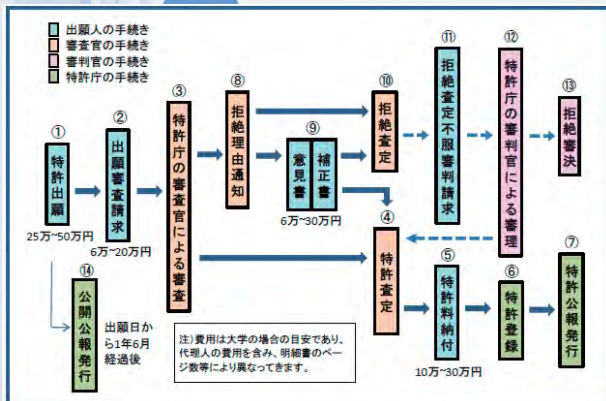 出願人の手続き
審査官の手続き
審判官の手続き
特許庁の手続き
①
特許出願
25万~50万円
②
出願審査請求
6万~20万円
③
特許庁の審査官による審査
⑧
拒絶理由通知
⑨
意見書
補正書
6万~30万円
⑩
拒絶査定
⑪
拒絶査定不服審判請求
⑫
特許庁の審判官による審理
⑬
拒絶審決
④
特許査定
⑤
特許料納付
10万~30万円
⑥
特許登録
⑦
特許公報発行
⑭
公開公報発行
出願日か
ら1年6月
経過後
注)費用は大学の場合の目安であり、
代理人の費用を含み、明細書のペー
ジ数等により異なってきます。